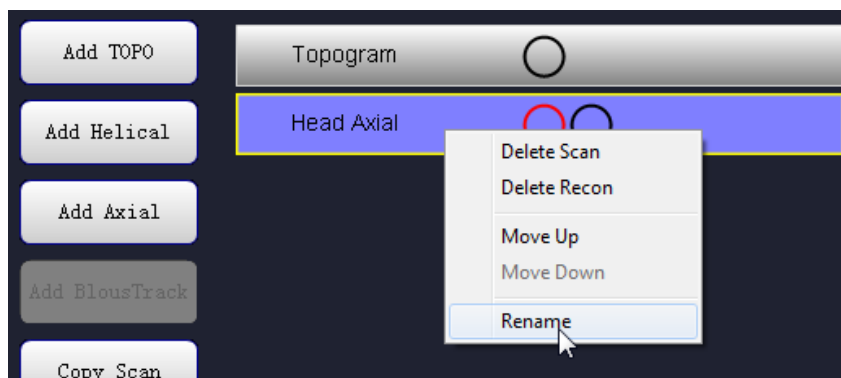 Add TOPO
Topogram
Add Helical
Head Axial
Delete Scan
Delete Recon
Add Axial
Move Up
Move Down
Add BlousTrack
Rename
Copy Scan